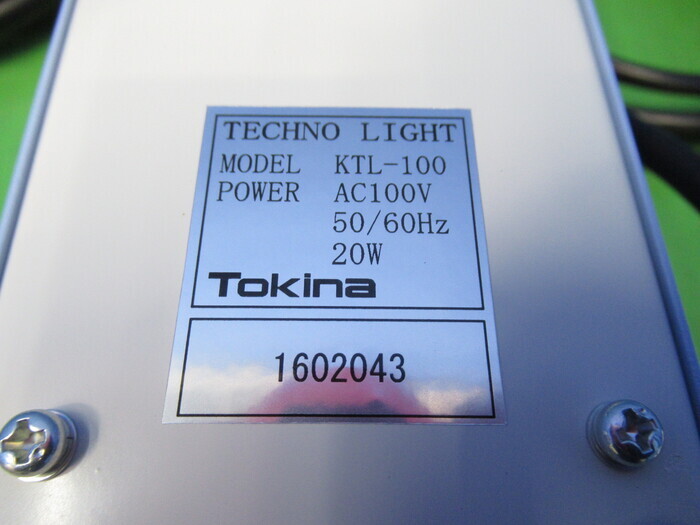 TECHNO LIGHT
MODEL KTL-100
POWER AC100V
50/60Hz
20W
Tokina
1602043